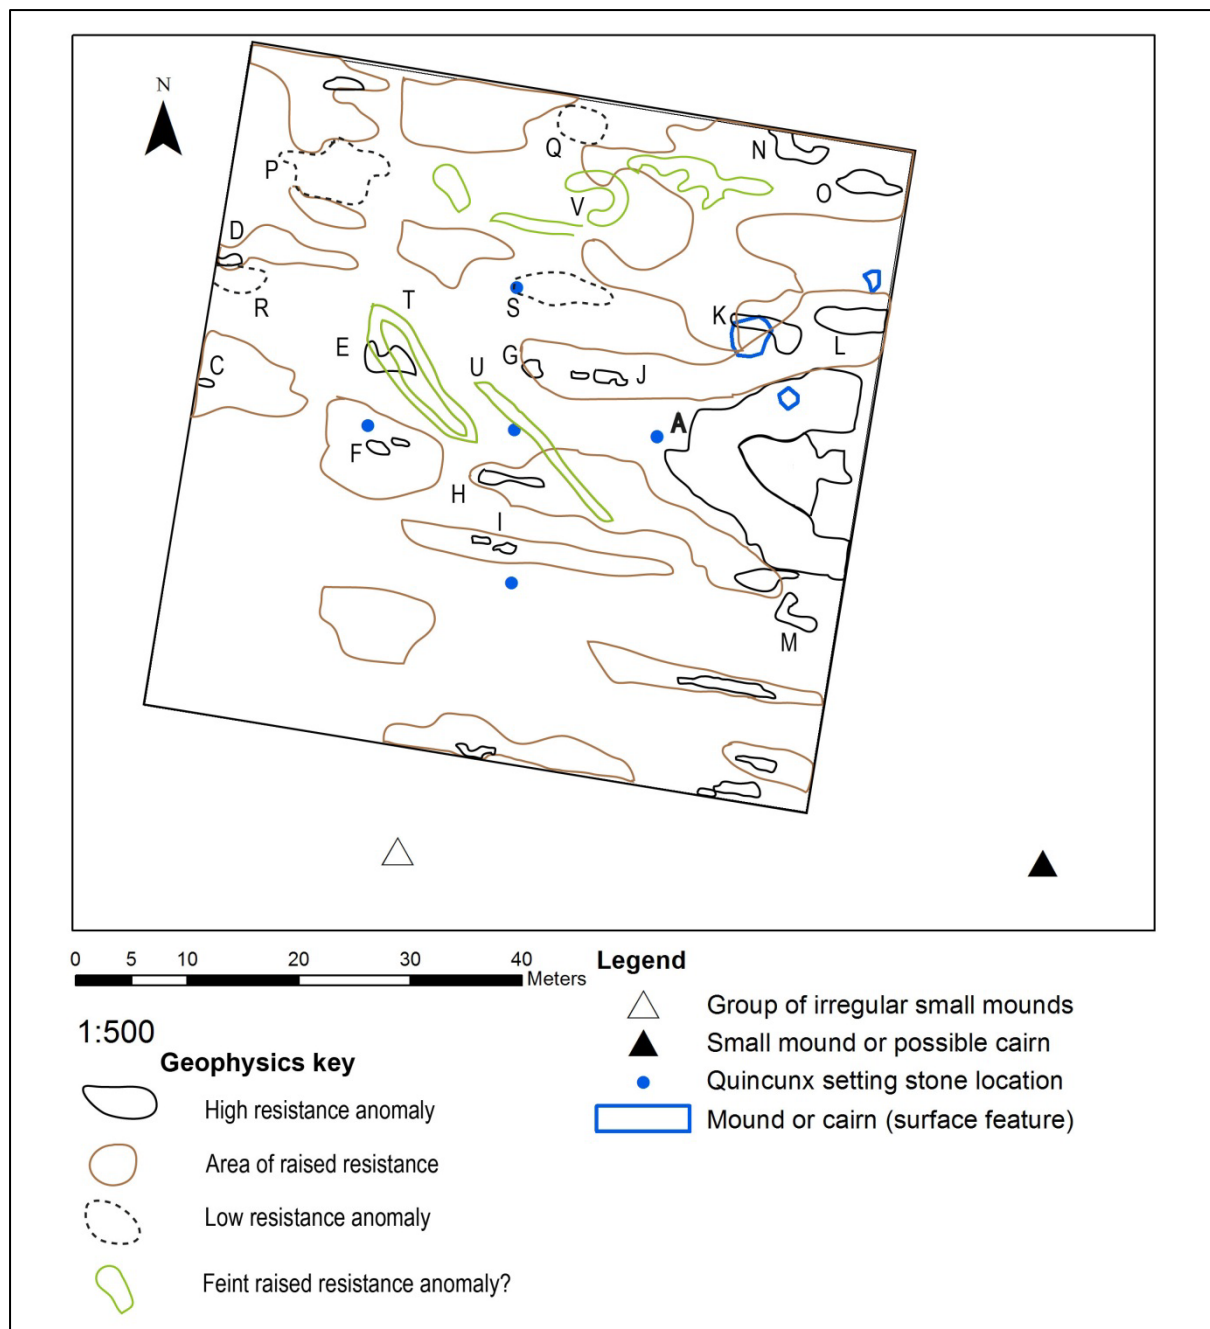 N
Q
N
P
O
V
D
R
T
S
K
L
E
U
G
J
C
A
F
H
I
M
0 5 10 20 30 40
Meters
1:500
Geophysics key
High resistance anomaly
Area of raised resistance
Low resistance anomaly
Feint raised resistance anomaly?
Legend
Group of irregular small mounds
Small mound or possible cairn
Quincunx setting stone location
Mound or cairn (surface feature)